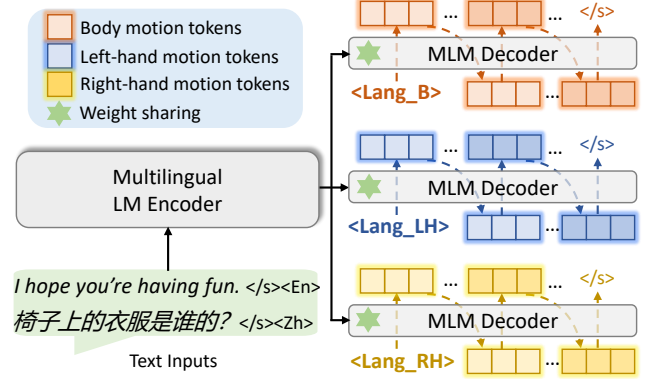 Body motion tokens
Left-hand motion tokens
Right-hand motion tokens
Weight sharing
Multilingual
LM Encoder
I hope you're having fun. </s><En>
椅子上的衣服是谁的？</s><Zh>
Text Inputs
... ... </s>
MLM Decoder
<Lang_B>
...
... ... </s>
MLM Decoder
<Lang_LH>
...
... ... </s>
MLM Decoder
<Lang_RH>
...